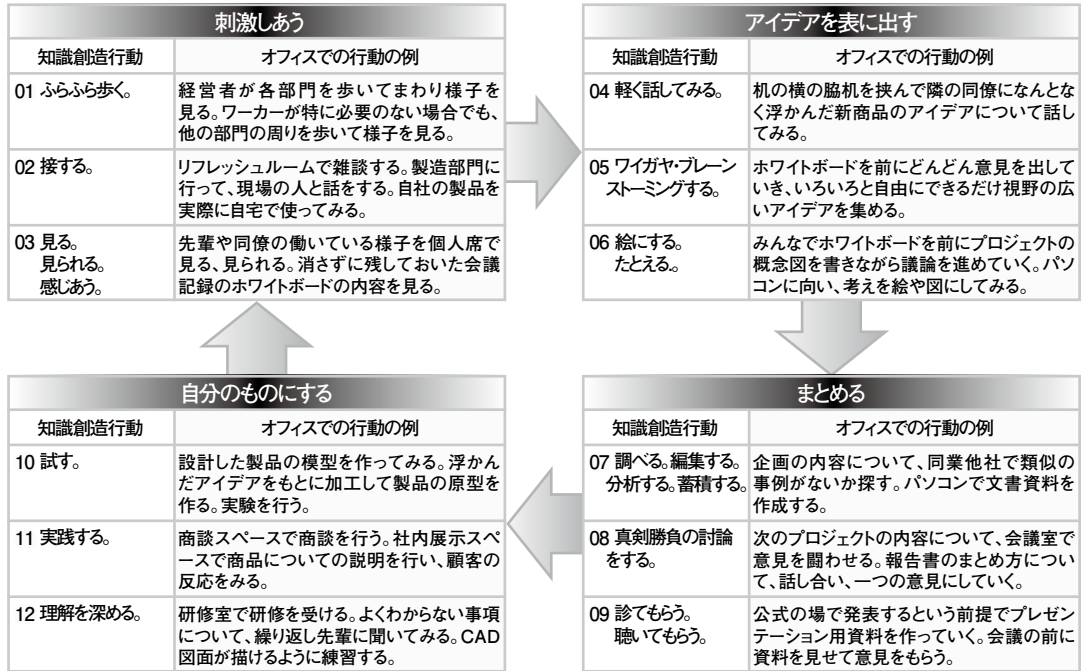 刺激しあう
知識創造行動
オフィスでの行動の例
01 ふらふら歩く。
経営者が各部門を歩いてまわり様子を
見る。ワーカーが特に必要のない場合でも、
他の部門の周りを歩いて様子を見る。
02 接する。
リフレッシュルームで雑談する。製造部門に
行って、現場の人と話をする。自社の製品を
実際に自宅で使ってみる。
03 見る。
見られる。
感じあう。
先輩や同僚の働いている様子を個人席で
見る、見られる。消さずに残しておいた会議
記録のホワイトボードの内容を見る。
アイデアを表に出す
知識創造行動
オフィスでの行動の例
04 軽く話してみる。
机の横の脇机を挟んで隣の同僚になんとな
く浮かんだ新商品のアイデアについて話し
てみる。
05 ワイガヤ・ブレーン
ストーミングする。
ホワイトボードを前にどんどん意見を出して
いき、いろいろと自由にできるだけ視野の広
いアイデアを集める。
06 絵にする。
たとえる。。
みんなでホワイトボードを前にプロジェクトの
概念図を書きながら議論を進めていく。パソ
コンに向い、考えを絵や図にしてみる。
自分のものにする
知識創造行動
オフィスでの行動の例
10 試す。
設計した製品の模型を作ってみる。浮かん
だアイデアをもとに加工して製品の原型を
作る。実験を行う。
11 実践する。
商談スペースで商談を行う。社内展示スペ
ースで商品についての説明を行い、顧客の
反応をみる。
12 理解を深める。
研修室で研修を受ける。よくわからない事項
について、繰り返し先輩に聞いてみる。CAD
図面が描けるように練習する。
まとめる
知識創造行動
オフィスでの行動の例
07 調べる。編集する。
分析する。蓄積する。
企画の内容について、同業他社で類似の
事例がないか探す。パソコンで文書資料を
作成する。
08 真剣勝負の討論
をする。
次のプロジェクトの内容について、会議室で
意見を闘わせる。報告書のまとめ方につい
て、話し合い、一つの意見にしていく。
09 診てもらう。
聴いてもらう。
公式の場で発表するという前提でプレゼン
テーション用資料を作っていく。会議の前に
資料を見せて意見をもらう。